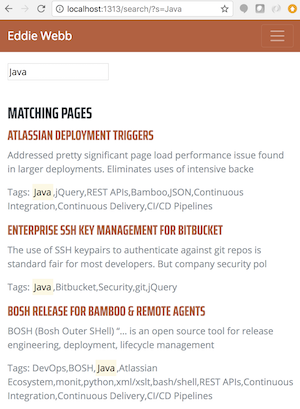 localhost:1313/search/?s=Java
Eddie Webb
Java
MATCHING PAGES
ATLASSIAN DEPLOYMENT TRIGGERS
Addressed pretty significant page load performance issue found
in larger deployments. Eliminates uses of intensive backe
Tags: Java,jQuery,REST APIs,Bamboo,JSON,Continuous
Integration,Continuous Delivery,CI/CD Pipelines
ENTERPRISE SSH KEY MANAGEMENT FOR BITBUCKET
The use of SSH keypairs to authenticate against git repos is
standard fair for most developers. But company security pol
Tags: Java,Bitbucket,Security,git,jQuery
BOSH RELEASE FOR BAMBOO & REMOTE AGENTS
BOSH (Bosh Outer SHell) "... is an open source tool for release
engineering, deployment, lifecycle management
Tags: DevOps,BOSH,Java,Atlassian
Ecosystem,monit,python,xml/xslt,bash/shell,REST APIs,Continuous
Integration,Continuous Delivery,CI/CD Pipelines